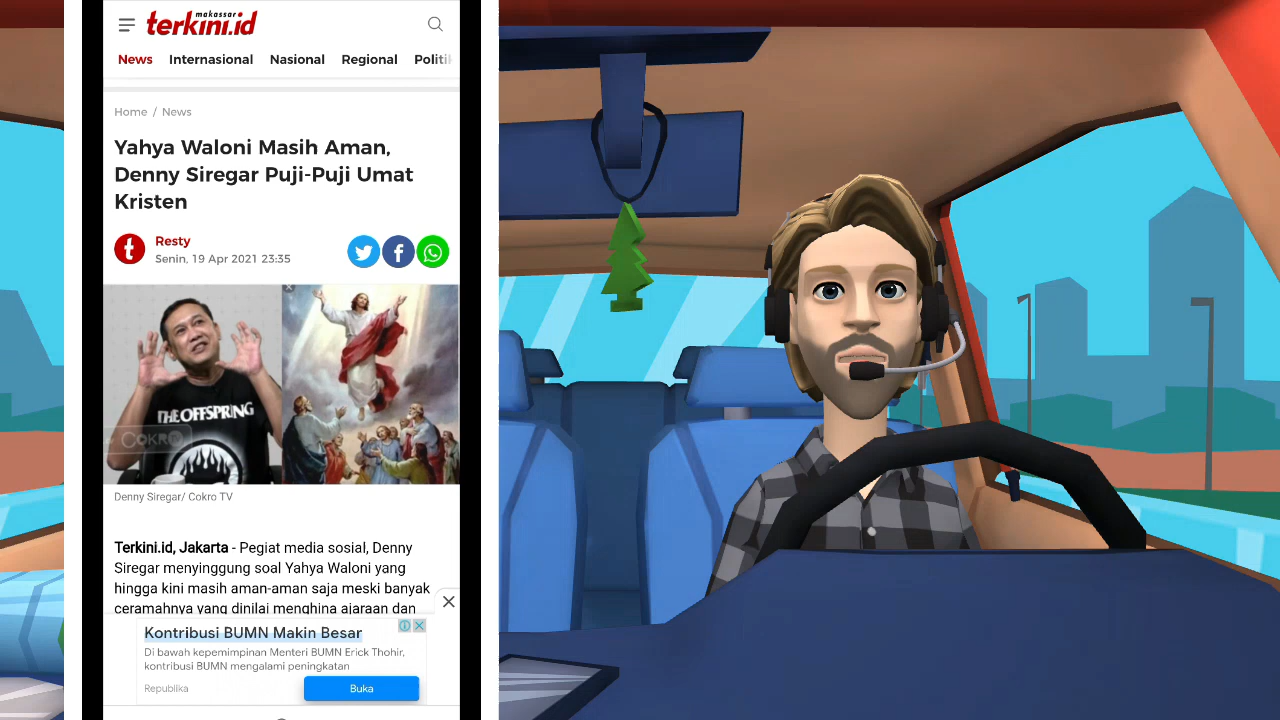 makassar
terkini.id
News Internasional Nasional Regional Politik
Home / News
Yahya Waloni Masih Aman,
Denny Siregar Puji-Puji Umat
Kristen
Resty
Senin, 19 Apr 2021 23:35
THE OFFSPRING
COKRO
Denny Siregar/ Cokro TV
Terkini.id, Jakarta - Pegiat media sosial, Denny
Siregar menyinggung soal Yahya Waloni yang
hingga kini masih aman-aman saja meski banyak
ceramahnya yang dinilai menghina ajaraan dan
Kontribusi BUMN Makin Besar
Di bawah kepemimpinan Menteri BUMN Erick Thohir,
kontribusi BUMN mengalami peningkatan
Republika
Buka